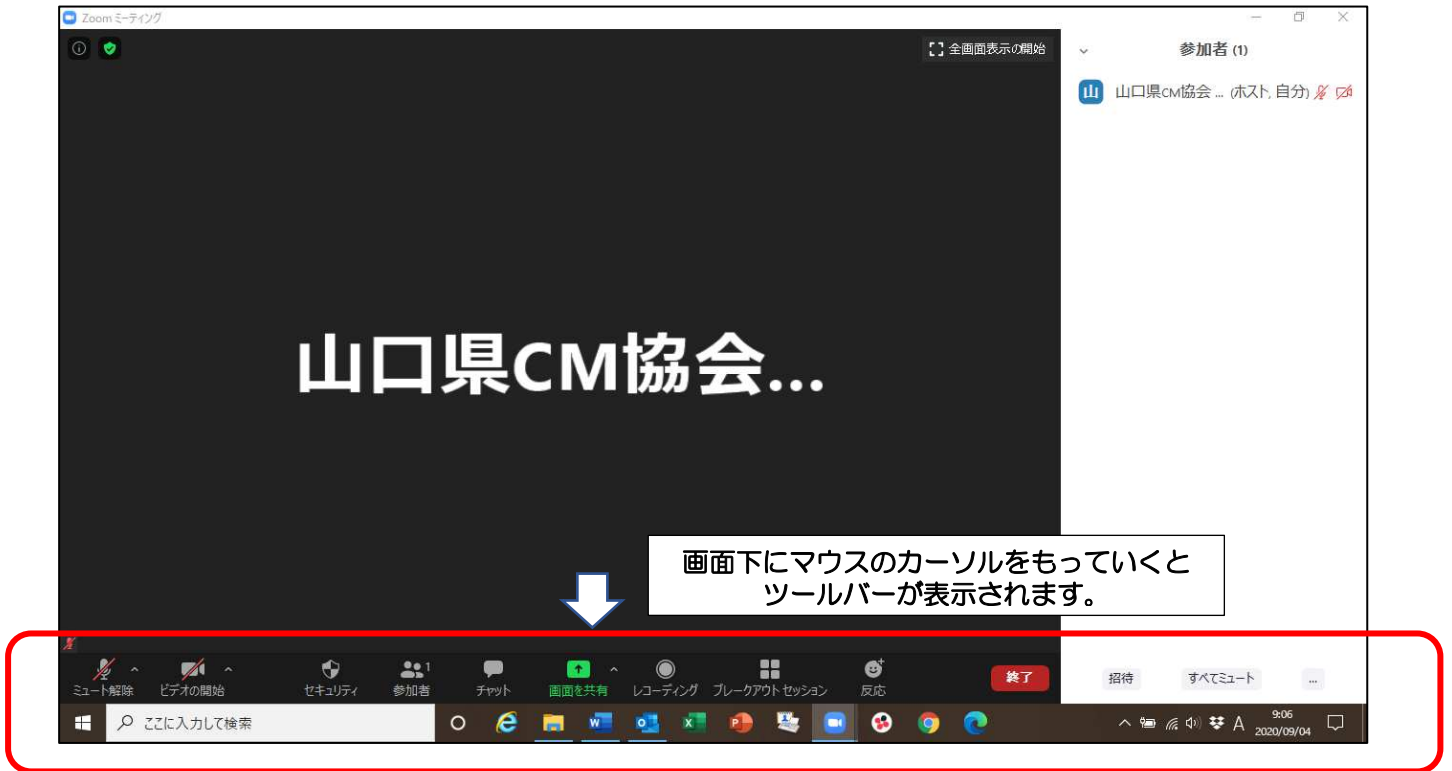 Zoom ミーティング
全画面表示の開始
参加者 (1)
山 山口県CM協会 ... (ホスト, 自分)
山口県CM協会...
画面下にマウスのカーソルをもっていくと
ツールバーが表示されます。
ミュート解除 ビデオの開始 セキュリティ 参加者 1 チャット 画面を共有 レコーディング ブレークアウト セッション 反応 終了 招待 すべてミュート ...
ここに入力して検索
A 9:06
2020/09/04